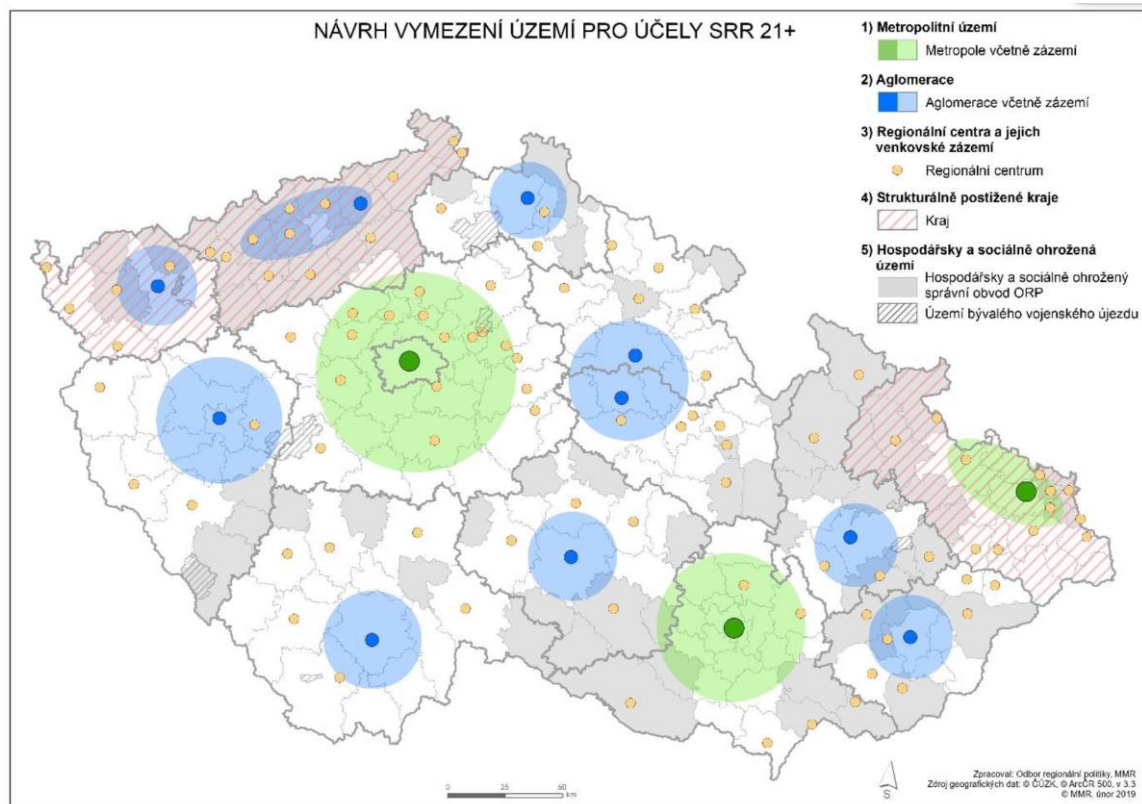 NÁVRH VYMEZENÍ ÚZEMÍ PRO ÚČELY SRR 21+
1) Metropolitní území
Metropole včetně zázemí
2) Aglomerace
Aglomerace včetně zázemí
3) Regionální centra a jejich
venkovské zázemí
Regionální centrum
4) Strukturálně postižené kraje
Kraj
5) Hospodářsky a sociálně ohrožená
území
Hospodářsky a sociálně ohrožený
správní obvod ORP
Území bývalého vojenského újezdu
0 25 50
km
S
Zpracoval: Odbor regionální politiky, MMR
Zdroj geografických dat: © ČÚZK, © ArcČR 500, v 3.3
© MMR, únor 2019